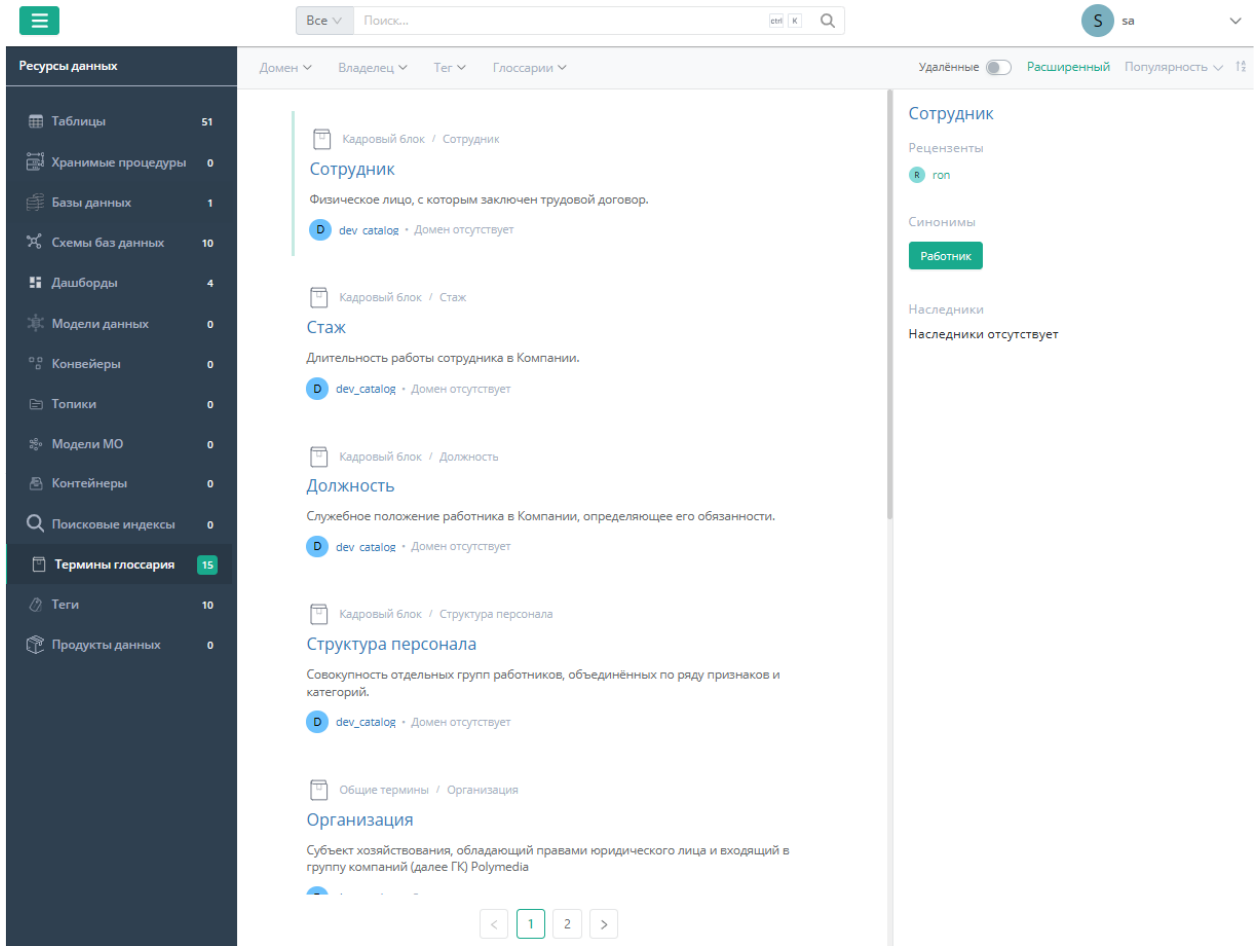 Все
Поиск...
ctrl K
S
sa
Ресурсы данных
Домен
Владелец
Тег
Глоссарии
Удалённые
Расширенный
Популярность
Таблицы 51
Хранимые процедуры 0
Базы данных 1
Схемы баз данных 10
Дашборды 4
Модели данных 0
Конвейеры 0
Топики 0
Модели МО 0
Контейнеры 0
Поисковые индексы 0
Термины глоссария 15
Теги 10
Продукты данных 0
Кадровый блок / Сотрудник
Сотрудник
Физическое лицо, с которым заключен трудовой договор.
D dev_catalog • Домен отсутствует
Кадровый блок / Стаж
Стаж
Длительность работы сотрудника в Компании.
D dev_catalog • Домен отсутствует
Кадровый блок / Должность
Должность
Служебное положение работника в Компании, определяющее его обязанности.
D dev_catalog • Домен отсутствует
Кадровый блок / Структура персонала
Структура персонала
Совокупность отдельных групп работников, объединённых по ряду признаков и
категорий.
D dev_catalog • Домен отсутствует
Общие термины / Организация
Организация
Субъект хозяйствования, обладающий правами юридического лица и входящий в
группу компаний (далее ГК) Polymedia
< 1 2 >
Сотрудник
Рецензенты
R ron
Синонимы
Работник
Наследники
Наследники отсутствует